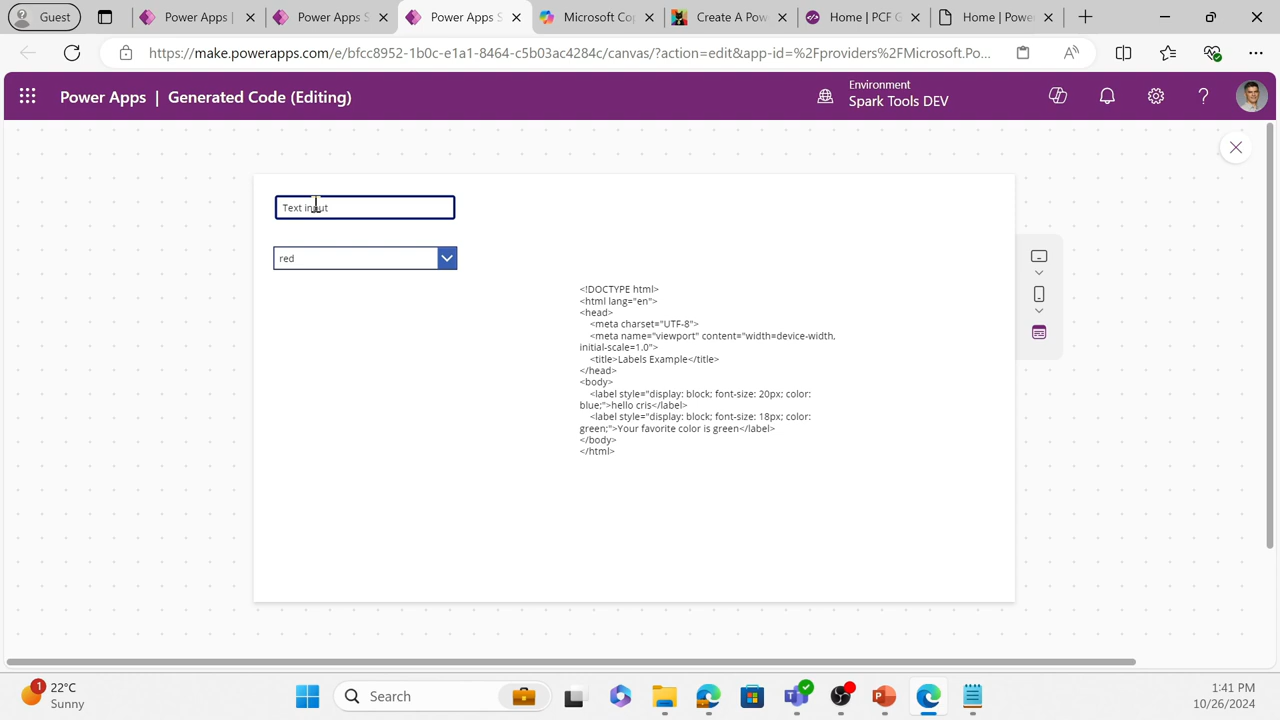 Guest
Power Apps |
Power Apps S
Power Apps S
Microsoft Co
Create A Pow
Home | PCF G
Home | Powe
https://make.powerapps.com/e/bfcc8952-1b0c-e1a1-8464-c5b03ac4284c/canvas/?action=edit&app-id=%2Fproviders%2FMicrosoft.Po...
Power Apps | Generated Code (Editing)
Environment
Spark Tools DEV
Text input
red
<!DOCTYPE html>
<html lang="en">
<head>
<meta charset="UTF-8">
<meta name="viewport" content="width=device-width,
initial-scale=1.0">
<title>Labels Example</title>
</head>
<body>
<label style="display: block; font-size: 20px; color:
blue;">hello cris</label>
<label style="display: block; font-size: 18px; color:
green;">Your favorite color is green</label>
</body>
</html>
1
22°C
Sunny
Search
1:41 PM
10/26/2024